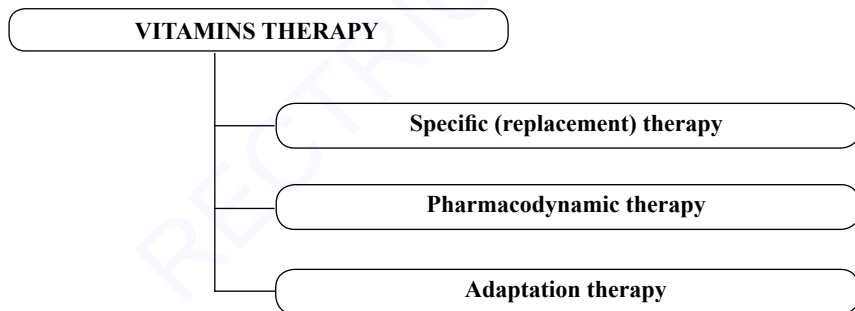 VITAMINS THERAPY
Specific (replacement) therapy
Pharmacodynamic therapy
Adaptation therapy